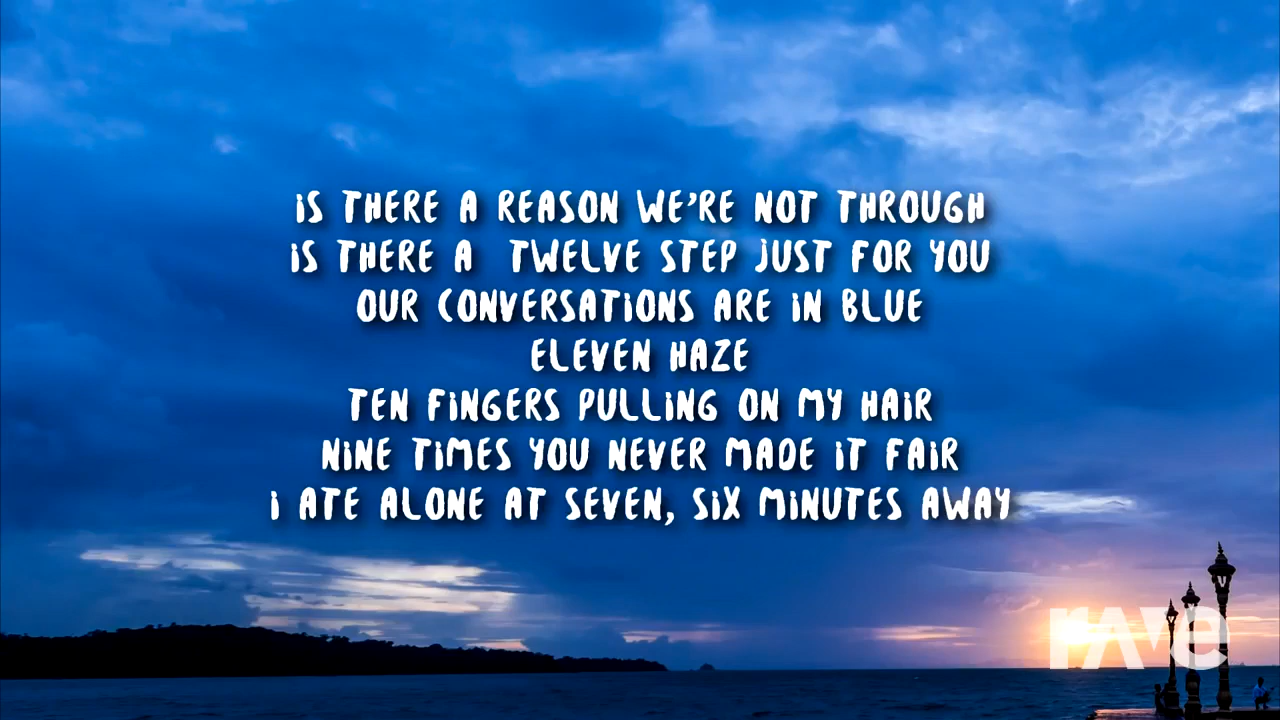 IS THERE A REASON WE'RE NOT THROUGH
IS THERE A TWELVE STEP JUST FOR YOU
OUR CONVERSATIONS ARE IN BLUE
ELEVEN HAZE
TEN FINGERS PULLING ON MY HAIR
NINE TIMES YOU NEVER MADE IT FAIR
I ATE ALONE AT SEVEN, SIX MINUTES AWAY
rave